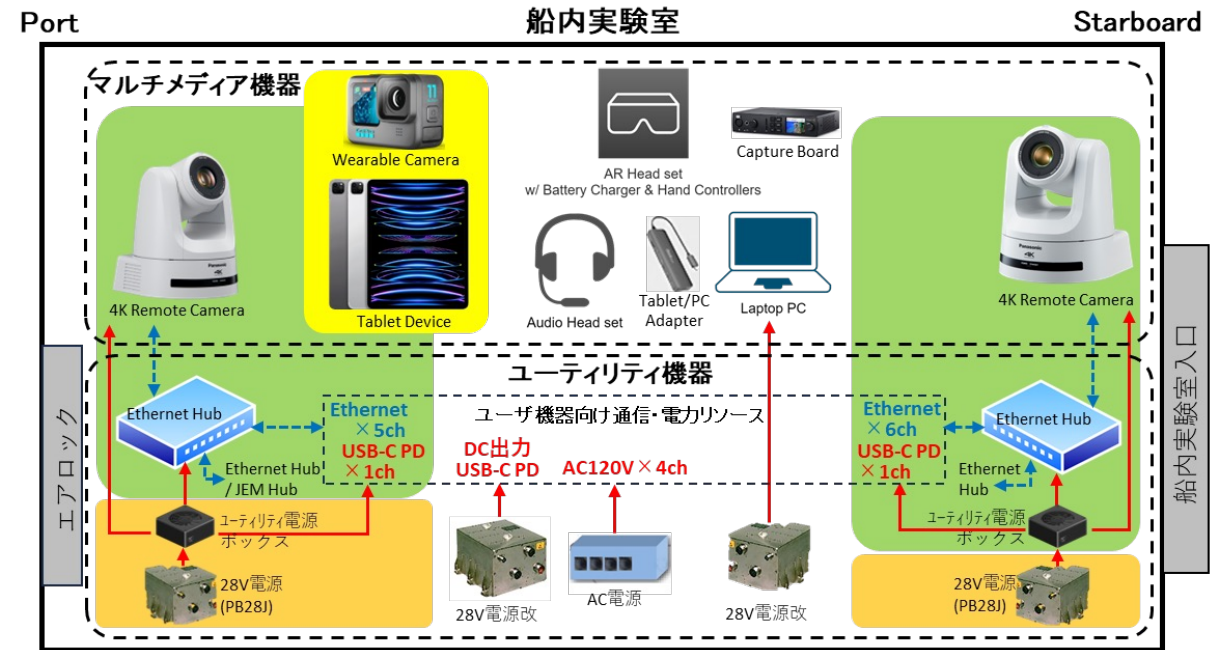 Port
船内実験室
Starboard
マルチメディア機器
Wearable Camera
Tablet Device
AR Head set
w/ Battery Charger & Hand Controllers
Capture Board
Audio Head set
Tablet/PC
Adapter
Laptop PC
Panasonic
4K
4K Remote Camera
Panasonic
4K
4K Remote Camera
エアロック
船内実験室入口
ユーティリティ機器
Ethernet Hub
Ethernet
×5ch
USB-C PD
×1ch
ユーザ機器向け通信・電力リソース
DC出力
USB-C PD
AC120V×4ch
Ethernet
×6ch
USB-C PD
×1ch
Ethernet Hub
Ethernet Hub
/ JEM Hub
Ethernet
Hub
ユーティリティ電源
ボックス
ユーティリティ電源
ボックス
28V電源
(PB28J)
28V電源改
AC電源
28V電源改
28V電源
(PB28J)